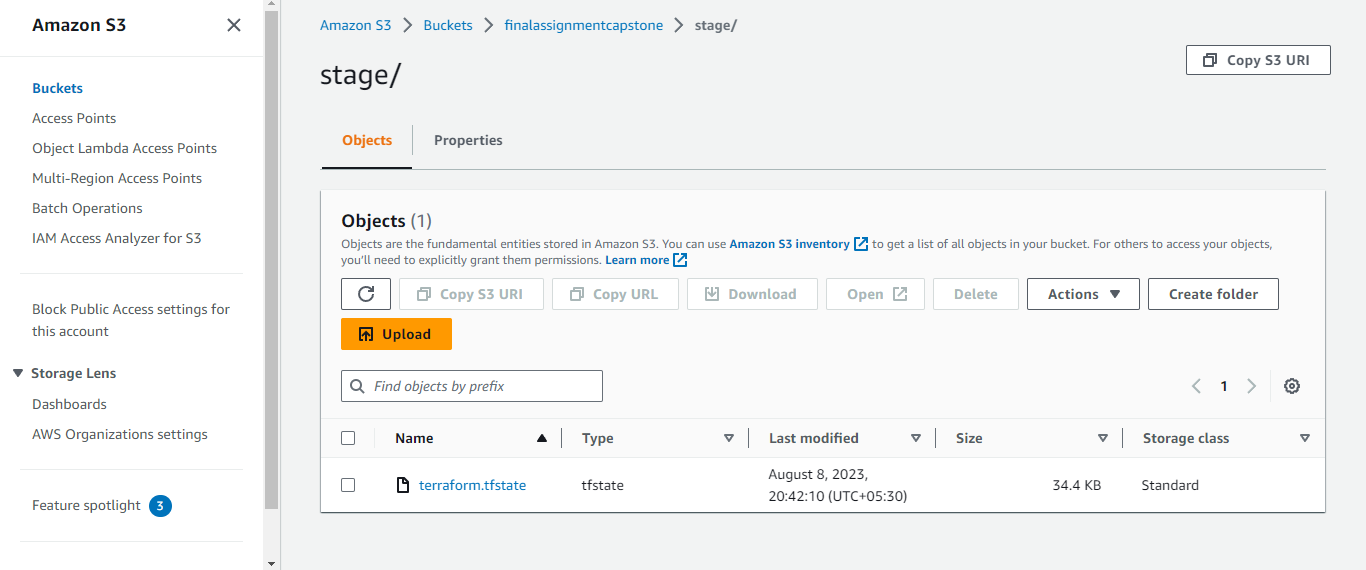 Amazon S3
Buckets
Access Points
Object Lambda Access Points
Multi-Region Access Points
Batch Operations
IAM Access Analyzer for S3
Block Public Access settings for
this account
Storage Lens
Dashboards
AWS Organizations settings
Feature spotlight 3
Amazon S3 Buckets finalassignmentcapstone stage/
stage/
Copy S3 URI
Objects Properties
Objects (1)
Objects are the fundamental entities stored in Amazon S3. You can use Amazon S3 inventory to get a list of all objects in your bucket. For others to access your objects,
you'll need to explicitly grant them permissions. Learn more
Copy S3 URI Copy URL Download Open Delete Actions Create folder
Upload
Find objects by prefix
1
Name Type Last modified Size Storage class
terraform.tfstate tfstate August 8, 2023, 34.4 KB Standard
20:42:10 (UTC+05:30)